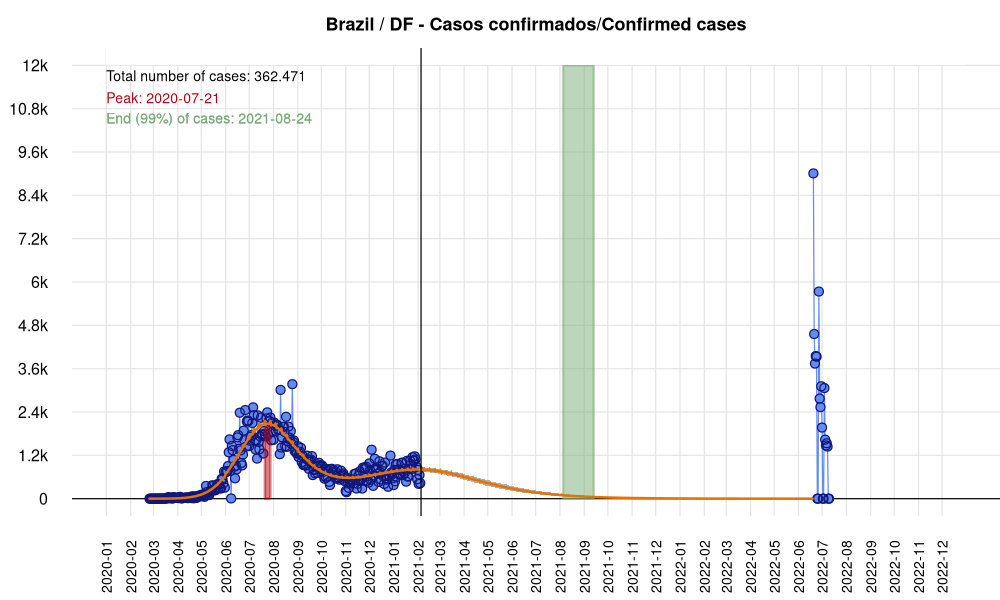 Brazil / DF - Casos confirmados/Confirmed cases
12k
Total number of cases: 362.471
Peak: 2020-07-21
10.8k
End (99%) of cases: 2021-08-24
9.6k
8.4k
7.2k
6k
4.8k
3.6k
2.4k
1.2k
0
2020-01
2020-02
2020-03
2020-04
2020-05
2020-06
2020-07
2020-08
2020-09
2020-10
2020-11
2020-12
2021-01
2021-02
2021-03
2021-04
2021-05
2021-06
2021-07
2021-08
2021-09
2021-10
2021-11
2021-12
2022-01
2022-02
2022-03
2022-04
2022-05
2022-06
2022-07
2022-08
2022-09
2022-10
2022-11
2022-12